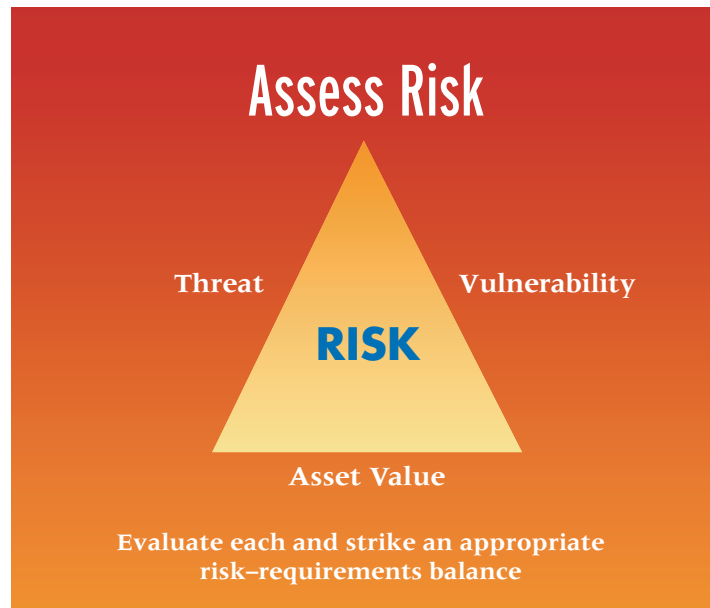 Assess Risk
Threat
Vulnerability
RISK
Asset Value
Evaluate each and strike an appropriate
risk–requirements balance